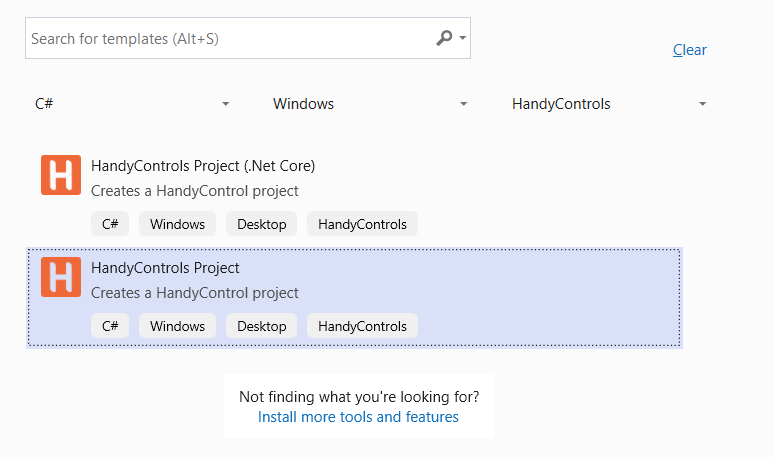 Search for templates (Alt+S)
Clear
C# Windows HandyControls
H
HandyControls Project (.Net Core)
Creates a HandyControl project
C# Windows Desktop HandyControls
H
HandyControls Project
Creates a HandyControl project
C# Windows Desktop HandyControls
Not finding what you're looking for?
Install more tools and features